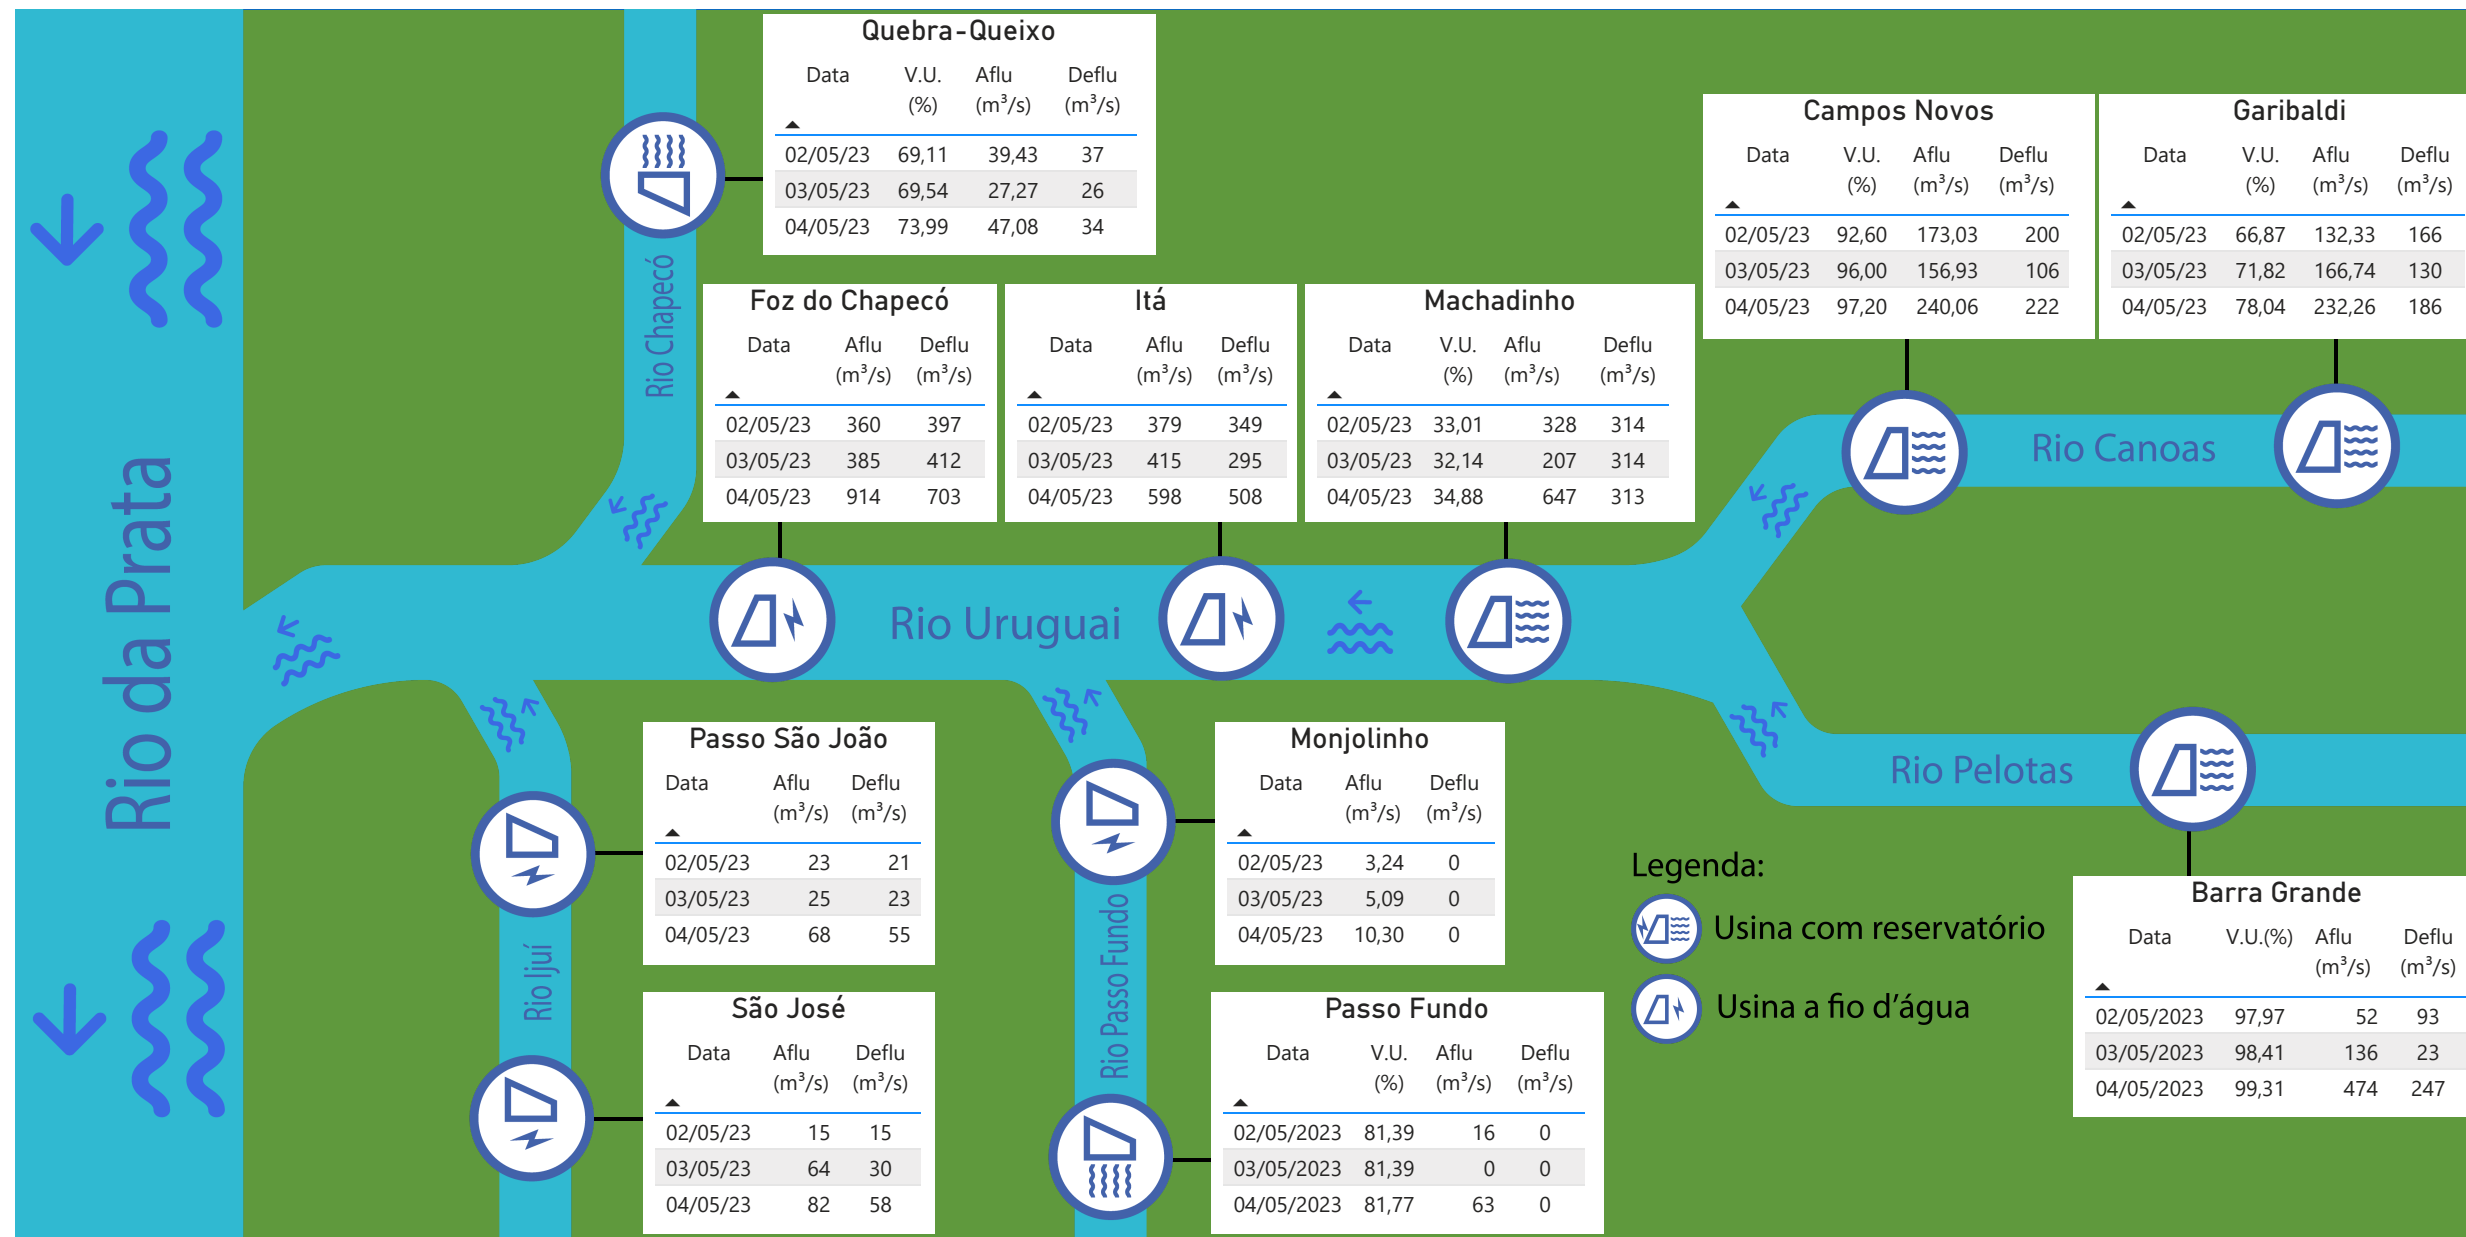 Quebra-Queixo
Data V.U. Aflu Deflu
(%) (m³/s) (m³/s)
02/05/23 69,11 39,43 37
03/05/23 69,54 27,27 26
04/05/23 73,99 47,08 34
Campos Novos
Data V.U. Aflu Deflu
(%) (m³/s) (m³/s)
02/05/23 92,60 173,03 200
03/05/23 96,00 156,93 106
04/05/23 97,20 240,06 222
Garibaldi
Data V.U. Aflu Deflu
(%) (m³/s) (m³/s)
02/05/23 66,87 132,33 166
03/05/23 71,82 166,74 130
04/05/23 78,04 232,26 186
Rio Chapecó
Foz do Chapecó
Data Aflu Deflu
(m³/s) (m³/s)
02/05/23 360 397
03/05/23 385 412
04/05/23 914 703
Itá
Data Aflu Deflu
(m³/s) (m³/s)
02/05/23 379 349
03/05/23 415 295
04/05/23 598 508
Machadinho
Data V.U. Aflu Deflu
(%) (m³/s) (m³/s)
02/05/23 33,01 328 314
03/05/23 32,14 207 314
04/05/23 34,88 647 313
Rio Canoas
Rio da Prata
Rio Uruguai
Rio Pelotas
Passo São João
Data Aflu Deflu
(m³/s) (m³/s)
02/05/23 23 21
03/05/23 25 23
04/05/23 68 55
Monjolinho
Data Aflu Deflu
(m³/s) (m³/s)
02/05/23 3,24 0
03/05/23 5,09 0
04/05/23 10,30 0
Rio Ijuí
Rio Passo Fundo
Legenda:
Usina com reservatório
Usina a fio d’água
Barra Grande
Data V.U.(%) Aflu Deflu
(m³/s) (m³/s)
02/05/2023 97,97 52 93
03/05/2023 98,41 136 23
04/05/2023 99,31 474 247
São José
Data Aflu Deflu
(m³/s) (m³/s)
02/05/23 15 15
03/05/23 64 30
04/05/23 82 58
Passo Fundo
Data V.U. Aflu Deflu
(%) (m³/s) (m³/s)
02/05/2023 81,39 16 0
03/05/2023 81,39 0 0
04/05/2023 81,77 63 0